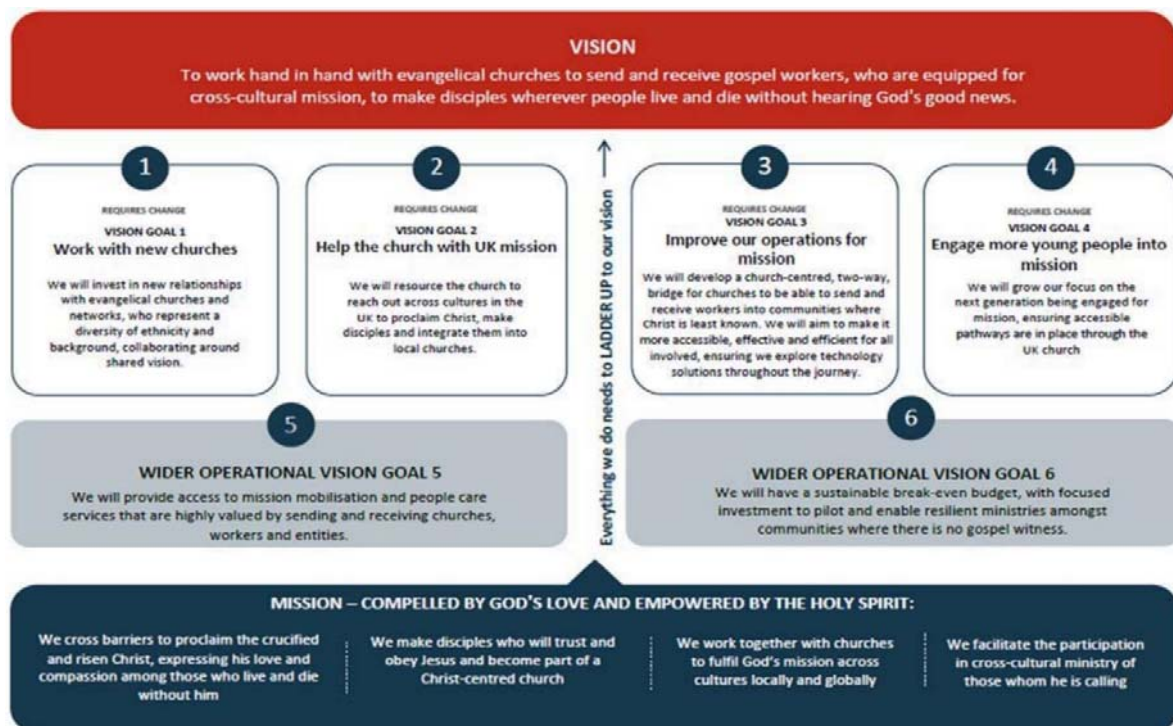 VISION
To work hand in hand with evangelical churches to send and receive gospel workers, who are equipped for
cross-cultural mission, to make disciples wherever people live and die without hearing God's good news.
1
REQUIRES CHANGE
VISION GOAL 1
Work with new churches
We will invest in new relationships
with evangelical churches and
networks, who represent a
diversity of ethnicity and
background, collaborating around
shared vision.
2
REQUIRES CHANGE
VISION GOAL 2
Help the church with UK mission
We will resource the church to
reach out across cultures in the
UK to proclaim Christ, make
disciples and integrate them into
local churches.
Everything we do needs to LADDER UP to our vision
3
REQUIRES CHANGE
VISION GOAL 3
Improve our operations for
mission
We will develop a church-centred, two-way,
bridge for churches to be able to send and
receive workers into communities where
Christ is least known. We will aim to make it
more accessible, effective and efficient for all
involved, ensuring we explore technology
solutions throughout the journey.
4
REQUIRES CHANGE
VISION GOAL 4
Engage more young people into
mission
We will grow our focus on the
next generation being engaged for
mission, ensuring accessible
pathways are in place through the
UK church
5
WIDER OPERATIONAL VISION GOAL 5
We will provide access to mission mobilisation and people care
services that are highly valued by sending and receiving churches,
workers and entities.
6
WIDER OPERATIONAL VISION GOAL 6
We will have a sustainable break-even budget, with focused
investment to pilot and enable resilient ministries amongst
communities where there is no gospel witness.
MISSION – COMPELLED BY GOD'S LOVE AND EMPOWERED BY THE HOLY SPIRIT:
We cross barriers to proclaim the crucified
and risen Christ, expressing his love and
compassion among those who live and die
without him
We make disciples who will trust and
obey Jesus and become part of a
Christ-centred church
We work together with churches
to fulfil God's mission across
cultures locally and globally
We facilitate the participation
in cross-cultural ministry of
those whom he is calling